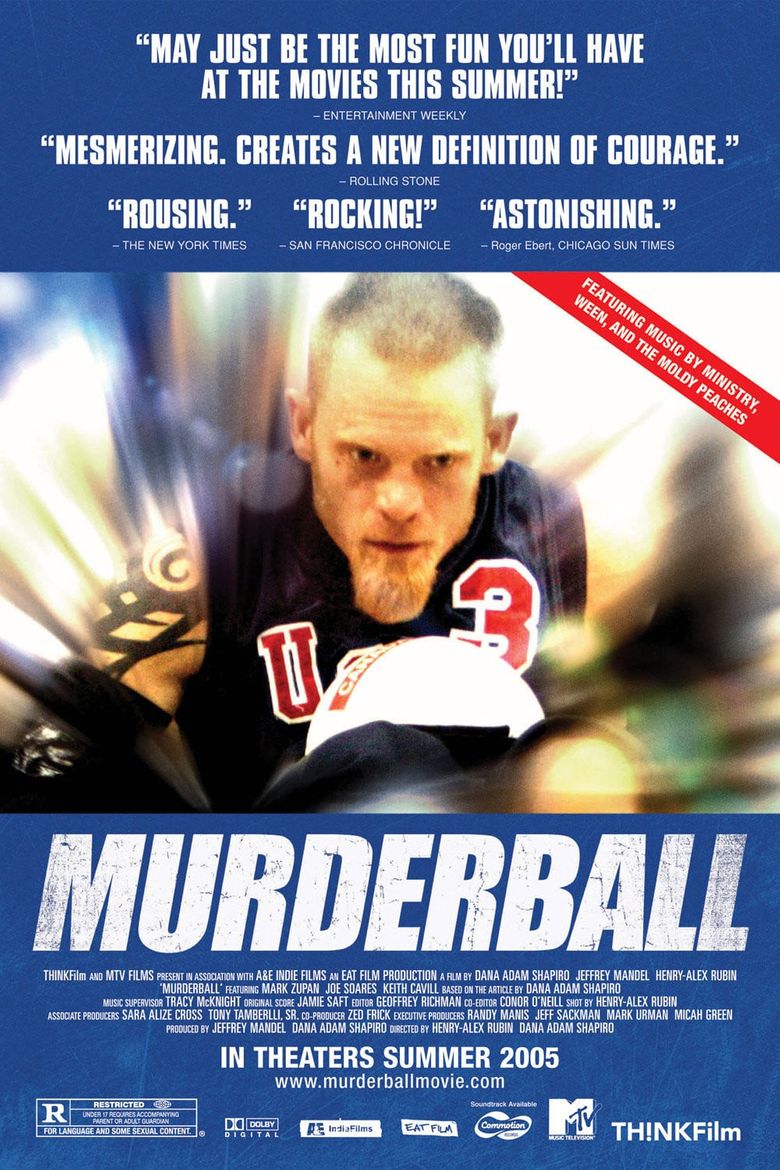 “MAY JUST BE THE MOST FUN YOU’LL HAVE
AT THE MOVIES THIS SUMMER!”
– ENTERTAINMENT WEEKLY
“MESMERIZING. CREATES A NEW DEFINITION OF COURAGE.”
– ROLLING STONE
“ROUSING.” “ROCKING!” “ASTONISHING.”
– THE NEW YORK TIMES – SAN FRANCISCO CHRONICLE – Roger Ebert, CHICAGO SUN TIMES
FEATURING MUSIC BY MINISTRY,
WEEN, AND THE MOLDY PEACHES
U 3
MURDERBALL
THINKFilm AND MTV FILMS PRESENT IN ASSOCIATION WITH A&E INDIE FILMS AN EAT FILM PRODUCTION A FILM BY DANA ADAM SHAPIRO JEFFREY MANDEL HENRY-ALEX RUBIN
‘MURDERBALL’ FEATURING MARK ZUPAN JOE SOARES KEITH CAVILL BASED ON THE ARTICLE BY DANA ADAM SHAPIRO
MUSIC SUPERVISOR TRACY McKNIGHT ORIGINAL SCORE JAMIE SAFT EDITOR GEOFFREY RICHMAN CO-EDITOR CONOR O’NEILL SHOT BY HENRY-ALEX RUBIN
ASSOCIATE PRODUCERS SARA ALIZE CROSS TONY TAMBERLLI, SR. CO-PRODUCER ZED FRICK EXECUTIVE PRODUCERS RANDY MANIS JEFF SACKMAN MARK URMAN MICAH GREEN
PRODUCED BY JEFFREY MANDEL DANA ADAM SHAPIRO DIRECTED BY HENRY-ALEX RUBIN DANA ADAM SHAPIRO
IN THEATERS SUMMER 2005
www.murderballmovie.com
R RESTRICTED
UNDER 17 REQUIRES ACCOMPANYING
PARENT OR ADULT GUARDIAN
FOR LANGUAGE AND SOME SEXUAL CONTENT. ®
DOLBY
DIGITAL
AE IndieFilms
EAT FILM
Soundtrack Available
Commotion
RECORDS
MTV
MUSIC TELEVISION®
TH!NKFilm